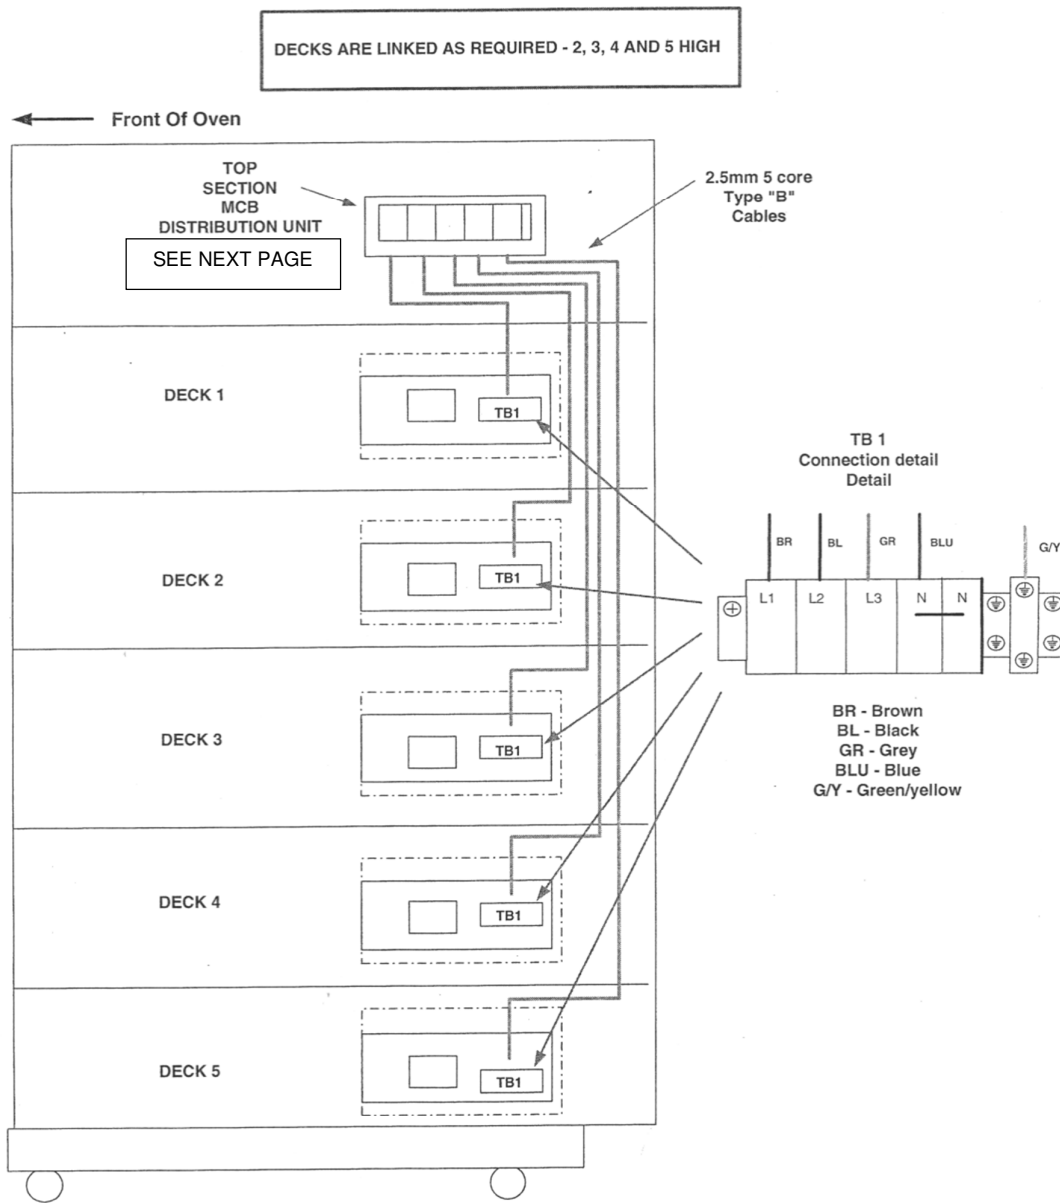 DECKS ARE LINKED AS REQUIRED - 2, 3, 4 AND 5 HIGH
Front Of Oven
TOP
SECTION
MCB
DISTRIBUTION UNIT
SEE NEXT PAGE
2.5mm 5 core
Type "B"
Cables
DECK 1
TB1
DECK 2
TB1
DECK 3
TB1
DECK 4
TB1
DECK 5
TB1
TB 1
Connection detail
Detail
BR
BL
GR
BLU
G/Y
L1
L2
L3
N
N
BR - Brown
BL - Black
GR - Grey
BLU - Blue
G/Y - Green/yellow